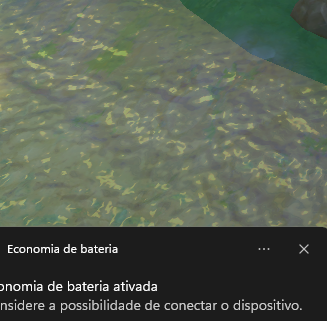 Economia de bateria
onomia de bateria ativada
nsidere a possibilidade de conectar o dispositivo.